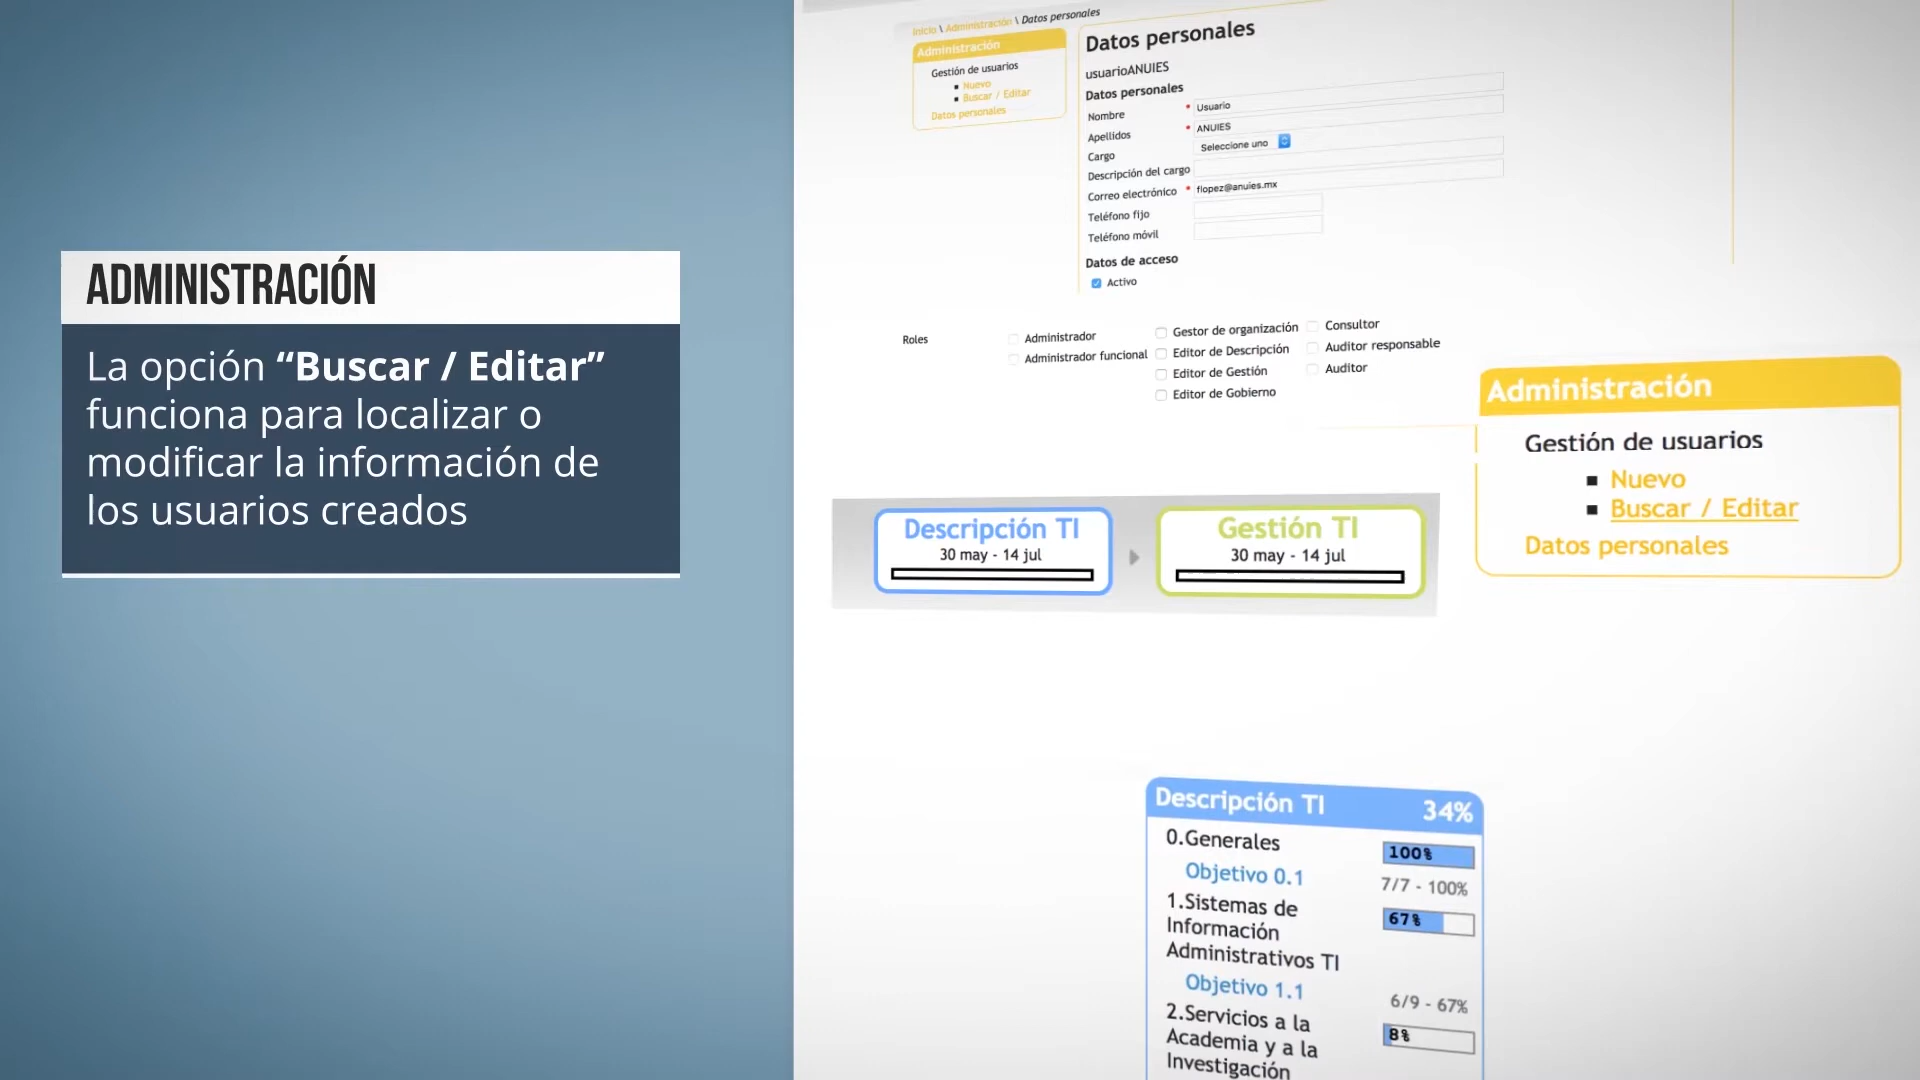 ADMINISTRACIÓN
La opción “Buscar / Editar”
funciona para localizar o
modificar la información de
los usuarios creados
Inicio \ Administración \ Datos personales
Administración
Gestión de usuarios
Nuevo
Buscar / Editar
Datos personales
Datos personales
usuarioANUIES
Datos personales
Nombre * Usuario
Apellidos * ANUIES
Cargo Seleccione uno
Descripción del cargo
Correo electrónico * flopez@anuies.mx
Teléfono fijo
Teléfono móvil
Datos de acceso
Activo
Roles
Administrador
Administrador funcional
Gestor de organización
Editor de Descripción
Editor de Gestión
Editor de Gobierno
Consultor
Auditor responsable
Auditor
Administración
Gestión de usuarios
Nuevo
Buscar / Editar
Datos personales
Descripción TI
30 may - 14 jul
Gestión TI
30 may - 14 jul
Descripción TI 34%
0.Generales 100%
Objetivo 0.1 7/7 - 100%
1.Sistemas de 67%
Información
Administrativos TI
Objetivo 1.1 6/9 - 67%
2.Servicios a la 8%
Academia y a la
Investigación